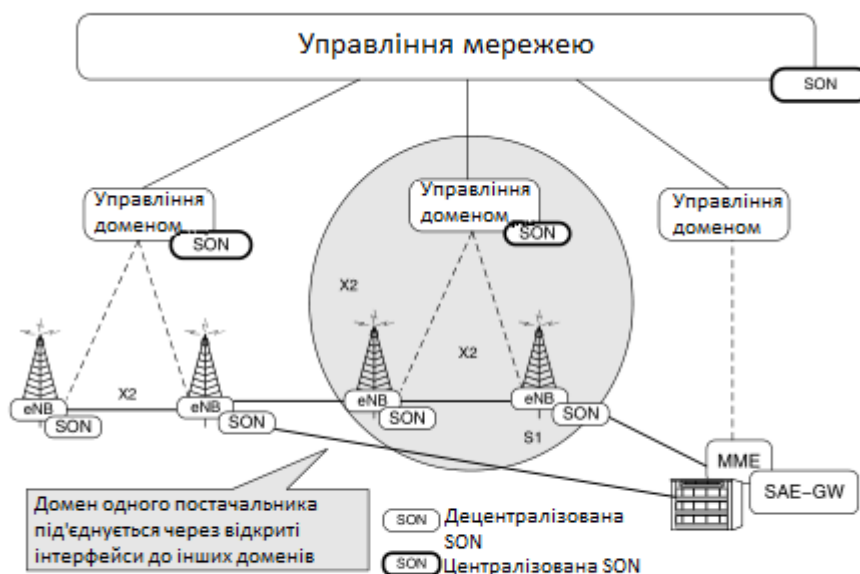 Управління мережею
SON
Управління
доменом
SON
Управління
доменом
SON
Управління
доменом
X2
X2
X2
eNB
SON
eNB
SON
eNB
SON
eNB
SON
S1
MME
SAE-GW
Домен одного постачальника
під'єднується через відкриті
інтерфейси до інших доменів
SON
Децентралізована
SON
SON
Централізована SON